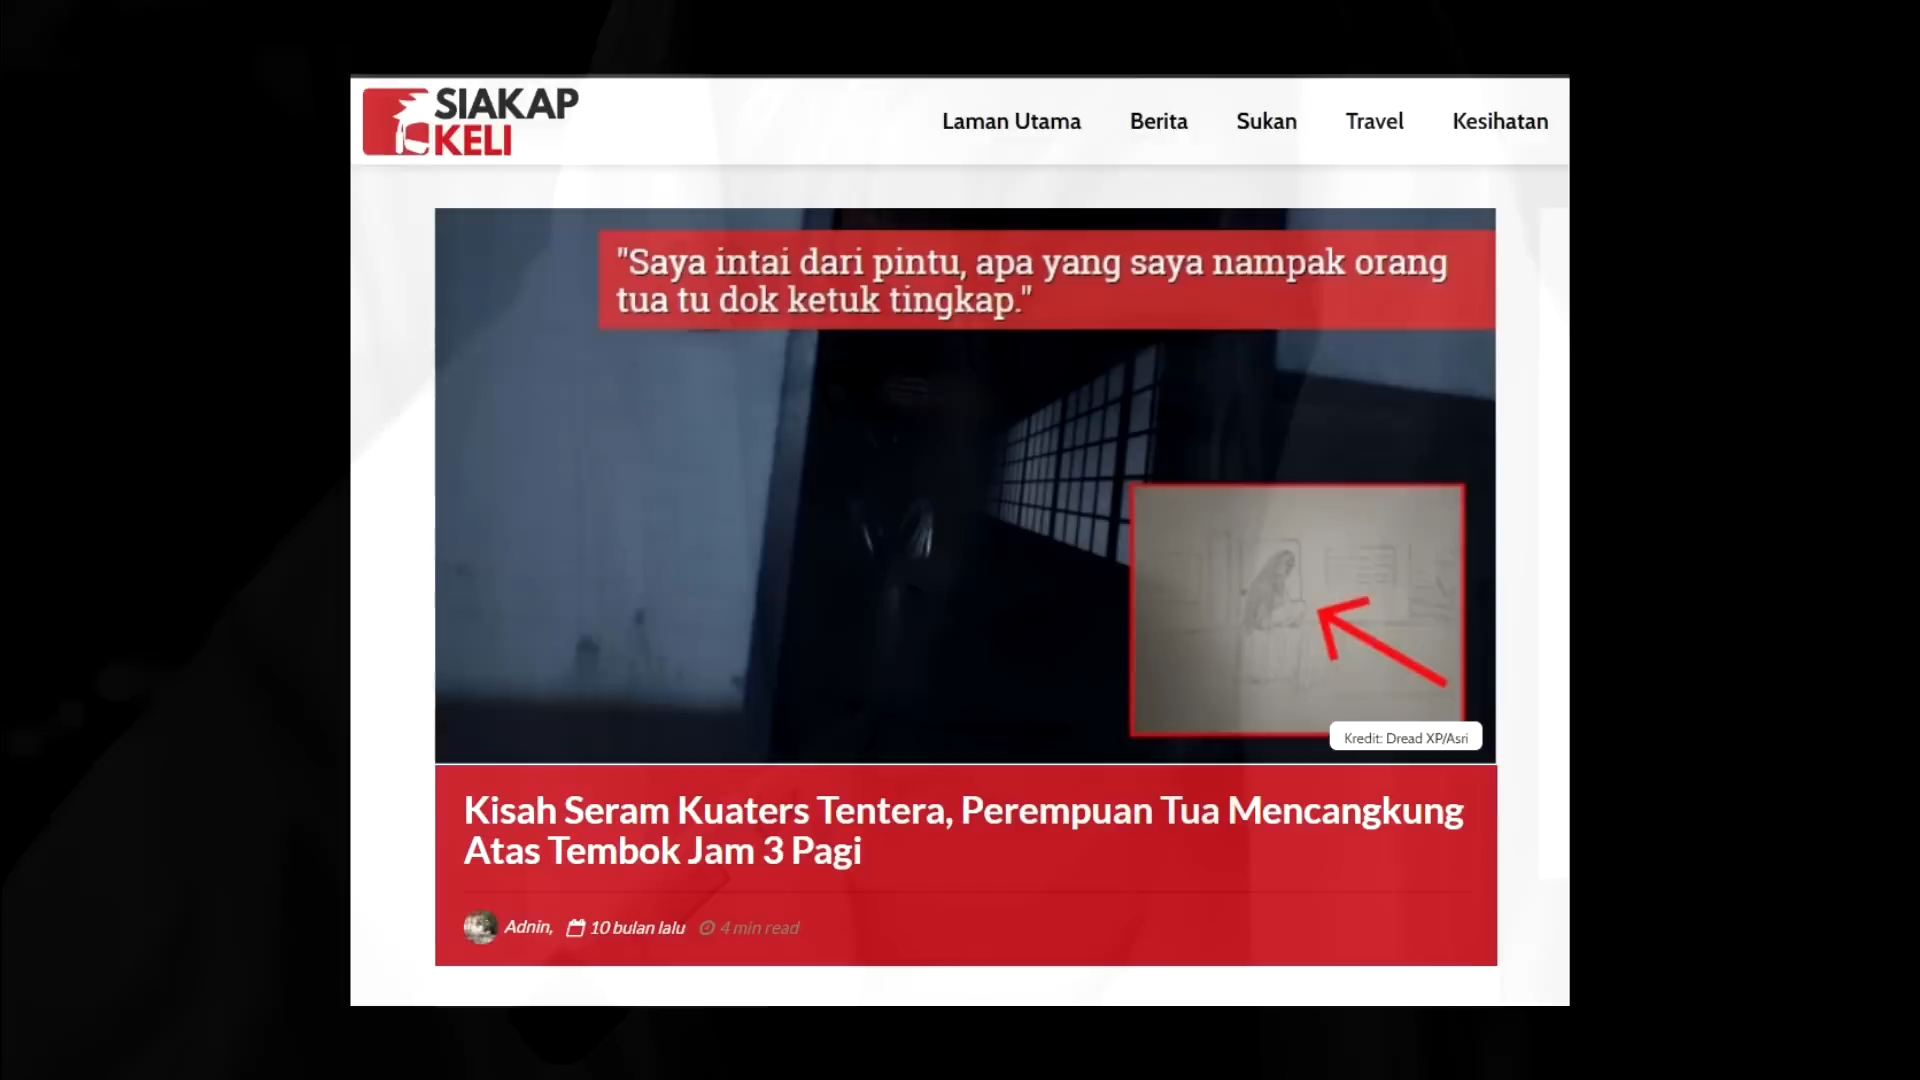 SIAKAP
KELI
Laman Utama
Berita
Sukan
Travel
Kesihatan
"Saya intai dari pintu, apa yang saya nampak orang
tua tu dok ketuk tingkap."
Kredit: Dread XP/Asri
Kisah Seram Kuaters Tentera, Perempuan Tua Mencangkung
Atas Tembok Jam 3 Pagi
Adnin,
10 bulan lalu
4 min read